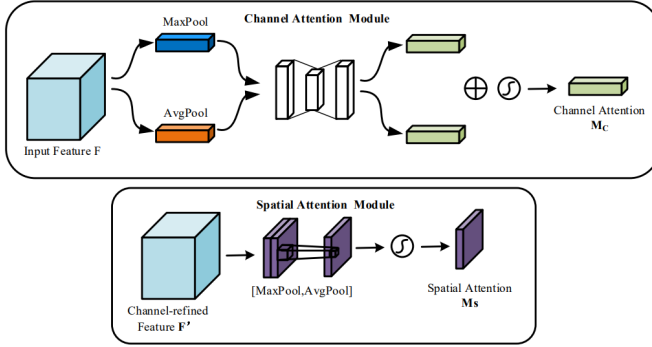 Channel Attention Module
MaxPool
AvgPool
Input Feature F
Channel Attention
Mc
Spatial Attention Module
[MaxPool,AvgPool]
Channel-refined
Feature F'
Spatial Attention
Ms